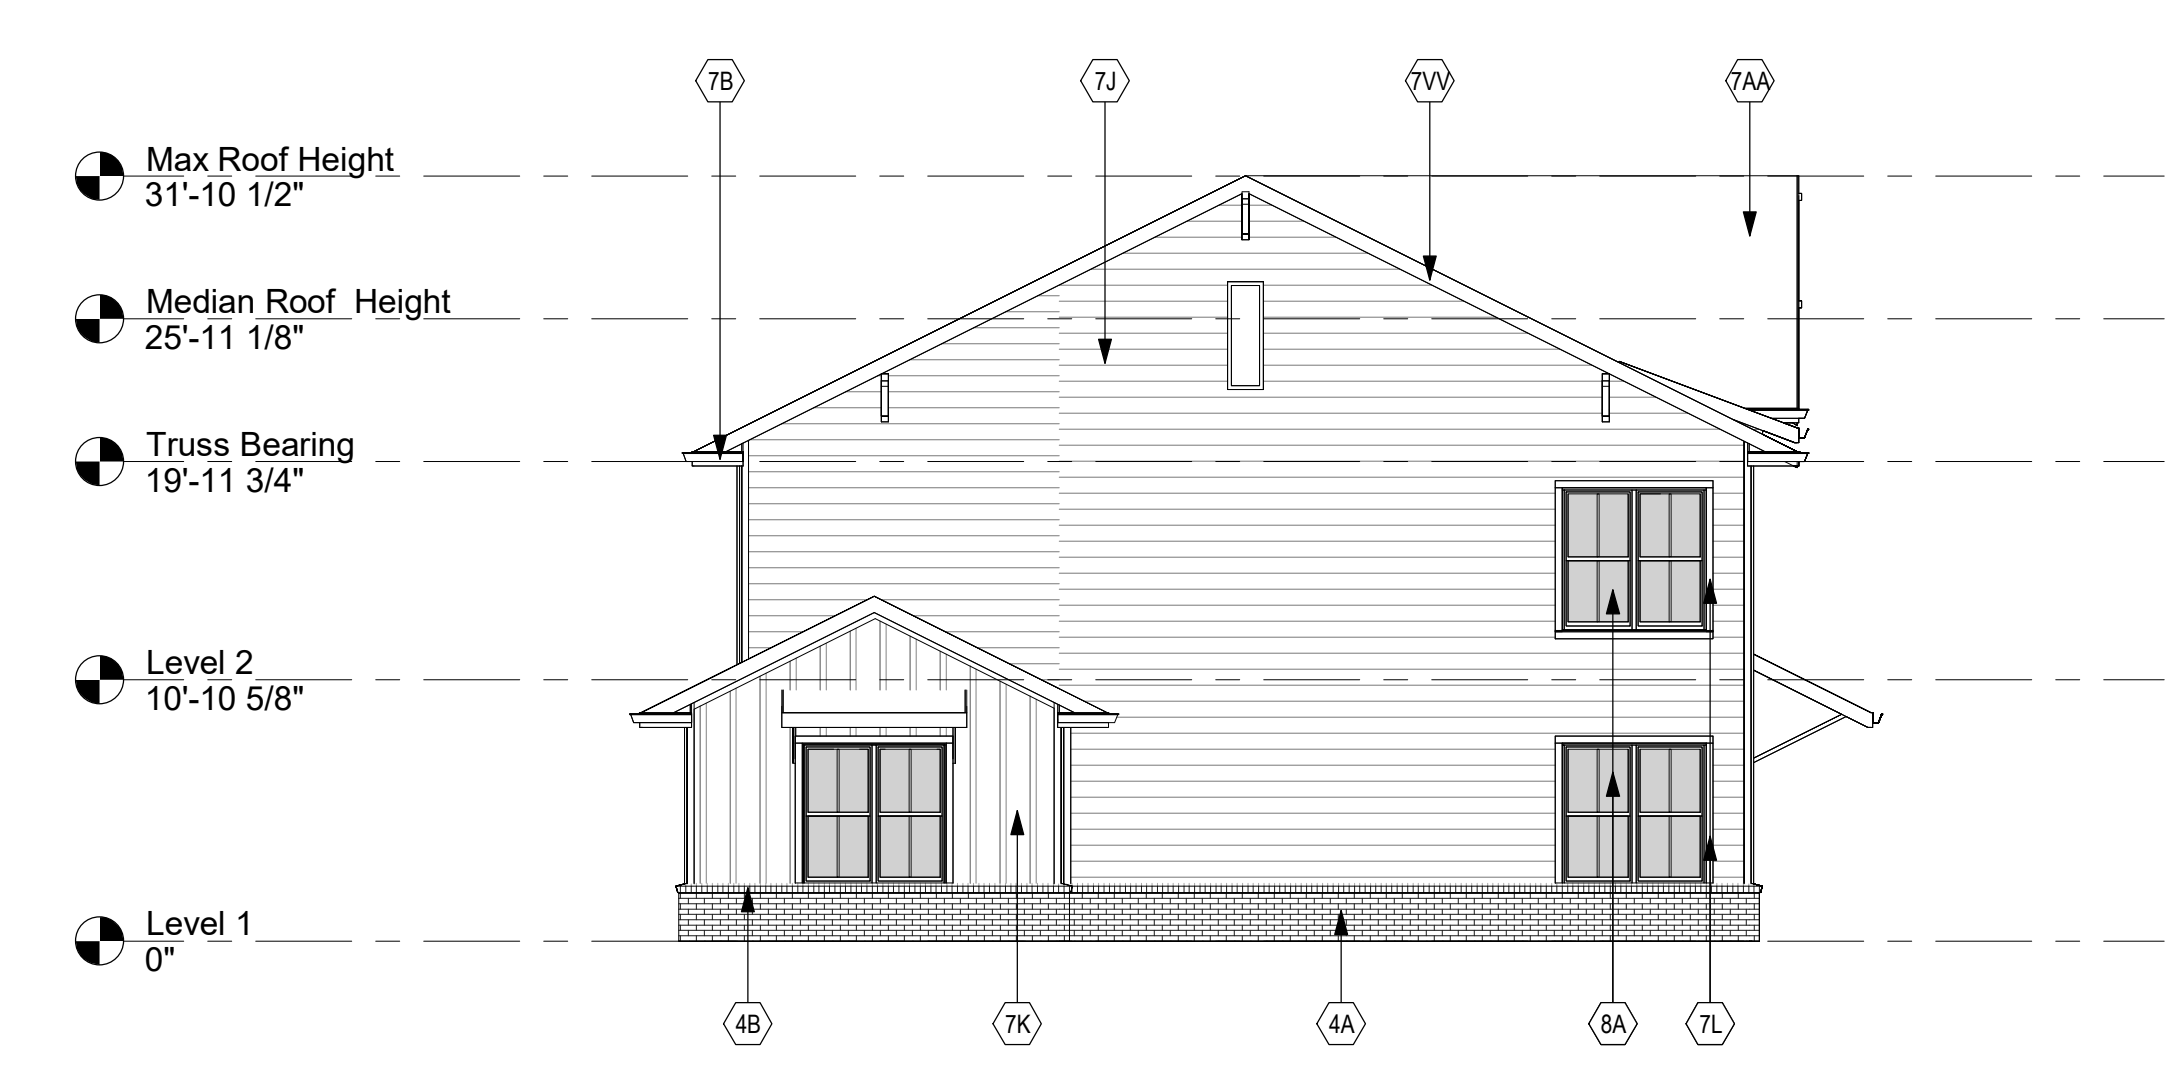 7B 7J 7VV 7AA
Max Roof Height
31'-10 1/2"
Median Roof  Height
25'-11 1/8"
Truss Bearing
19'-11 3/4"
Level 2
10'-10 5/8"
Level 1
0"
4B 7K 4A 8A 7L